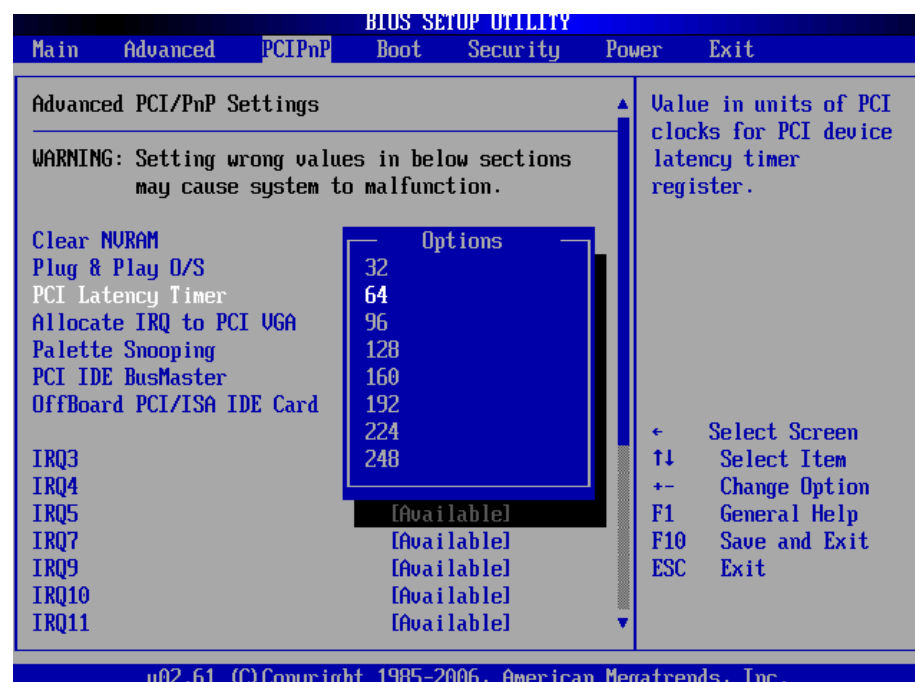 BIOS SETUP UTILITY
Main Advanced PCIPnP Boot Security Power Exit
Advanced PCI/PnP Settings
WARNING: Setting wrong values in below sections
may cause system to malfunction.
Clear NVRAM
Plug & Play O/S
PCI Latency Timer
Allocate IRQ to PCI VGA
Palette Snooping
PCI IDE BusMaster
OffBoard PCI/ISA IDE Card
IRQ3
IRQ4
IRQ5 [Available]
IRQ7 [Available]
IRQ9 [Available]
IRQ10 [Available]
IRQ11 [Available]
Options
32
64
96
128
160
192
224
248
Value in units of PCI
clocks for PCI device
latency timer
register.
← Select Screen
↑↓ Select Item
+- Change Option
F1 General Help
F10 Save and Exit
ESC Exit
v02.61 (C)Copyright 1985-2006, American Megatrends, Inc.